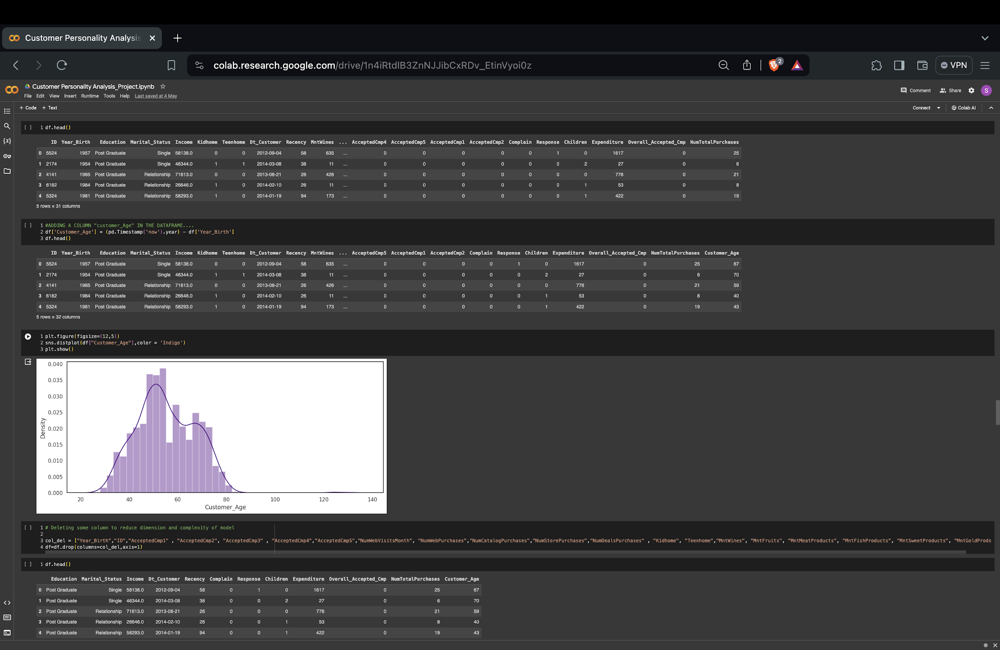 Customer Personality Analysis
colab.research.google.com/drive/1n4iRtdIB3ZnNJJibCxRDv_EtinVyoi0z
2
VPN
Customer Personality Analysis_Project.ipynb
Comment
Share
S
File Edit View Insert Runtime Tools Help Last saved at 4 May
+ Code + Text
Connect
Colab AI
[ ] 1 df.head()
ID Year_Birth Education Marital_Status Income Kidhome Teenhome Dt_Customer Recency MntWines ... AcceptedCmp4 AcceptedCmp5 AcceptedCmp1 AcceptedCmp2 Complain Response Children Expenditure Overall_Accepted_Cmp NumTotalPurchases
0 5524 1957 Post Graduate Single 58138.0 0 0 2012-09-04 58 635 ... 0 0 0 0 0 1 0 1617 0 25
1 2174 1954 Post Graduate Single 46344.0 1 1 2014-03-08 38 11 ... 0 0 0 0 0 0 2 27 0 6
2 4141 1965 Post Graduate Relationship 71613.0 0 0 2013-08-21 26 426 ... 0 0 0 0 0 0 0 776 0 21
3 6182 1984 Post Graduate Relationship 26646.0 1 0 2014-02-10 26 11 ... 0 0 0 0 0 0 1 53 0 8
4 5324 1981 Post Graduate Relationship 58293.0 1 0 2014-01-19 94 173 ... 0 0 0 0 0 0 1 422 0 19
5 rows × 31 columns
[ ] 1 #ADDING A COLUMN "customer_Age" IN THE DATAFRAME....
2 df['Customer_Age'] = (pd.Timestamp('now').year) - df['Year_Birth']
3 df.head()
ID Year_Birth Education Marital_Status Income Kidhome Teenhome Dt_Customer Recency MntWines ... AcceptedCmp5 AcceptedCmp1 AcceptedCmp2 Complain Response Children Expenditure Overall_Accepted_Cmp NumTotalPurchases Customer_Age
0 5524 1957 Post Graduate Single 58138.0 0 0 2012-09-04 58 635 ... 0 0 0 0 1 0 1617 0 25 67
1 2174 1954 Post Graduate Single 46344.0 1 1 2014-03-08 38 11 ... 0 0 0 0 0 2 27 0 6 70
2 4141 1965 Post Graduate Relationship 71613.0 0 0 2013-08-21 26 426 ... 0 0 0 0 0 0 776 0 21 59
3 6182 1984 Post Graduate Relationship 26646.0 1 0 2014-02-10 26 11 ... 0 0 0 0 0 1 53 0 8 40
4 5324 1981 Post Graduate Relationship 58293.0 1 0 2014-01-19 94 173 ... 0 0 0 0 0 1 422 0 19 43
5 rows × 32 columns
1 plt.figure(figsize=(12,5))
2 sns.distplot(df["Customer_Age"],color = 'Indigo')
3 plt.show()
0.040
0.035
0.030
0.025
0.020
0.015
0.010
0.005
0.000
Density
20 40 60 80 100 120 140
Customer_Age
[ ] 1 # Deleting some column to reduce dimension and complexity of model
2
3 col_del = ["Year_Birth","ID","AcceptedCmp1" , "AcceptedCmp2", "AcceptedCmp3" , "AcceptedCmp4","AcceptedCmp5","NumWebVisitsMonth", "NumWebPurchases","NumCatalogPurchases","NumStorePurchases","NumDealsPurchases" , "Kidhome", "Teenhome","MntWines", "MntFruits", "MntMeatProducts", "MntFishProducts", "MntSweetProducts", "MntGoldProds
4 df=df.drop(columns=col_del,axis=1)
[ ] 1 df.head()
Education Marital_Status Income Dt_Customer Recency Complain Response Children Expenditure Overall_Accepted_Cmp NumTotalPurchases Customer_Age
0 Post Graduate Single 58138.0 2012-09-04 58 0 1 0 1617 0 25 67
1 Post Graduate Single 46344.0 2014-03-08 38 0 0 2 27 0 6 70
2 Post Graduate Relationship 71613.0 2013-08-21 26 0 0 0 776 0 21 59
3 Post Graduate Relationship 26646.0 2014-02-10 26 0 0 1 53 0 8 40
4 Post Graduate Relationship 58293.0 2014-01-19 94 0 0 1 422 0 19 43